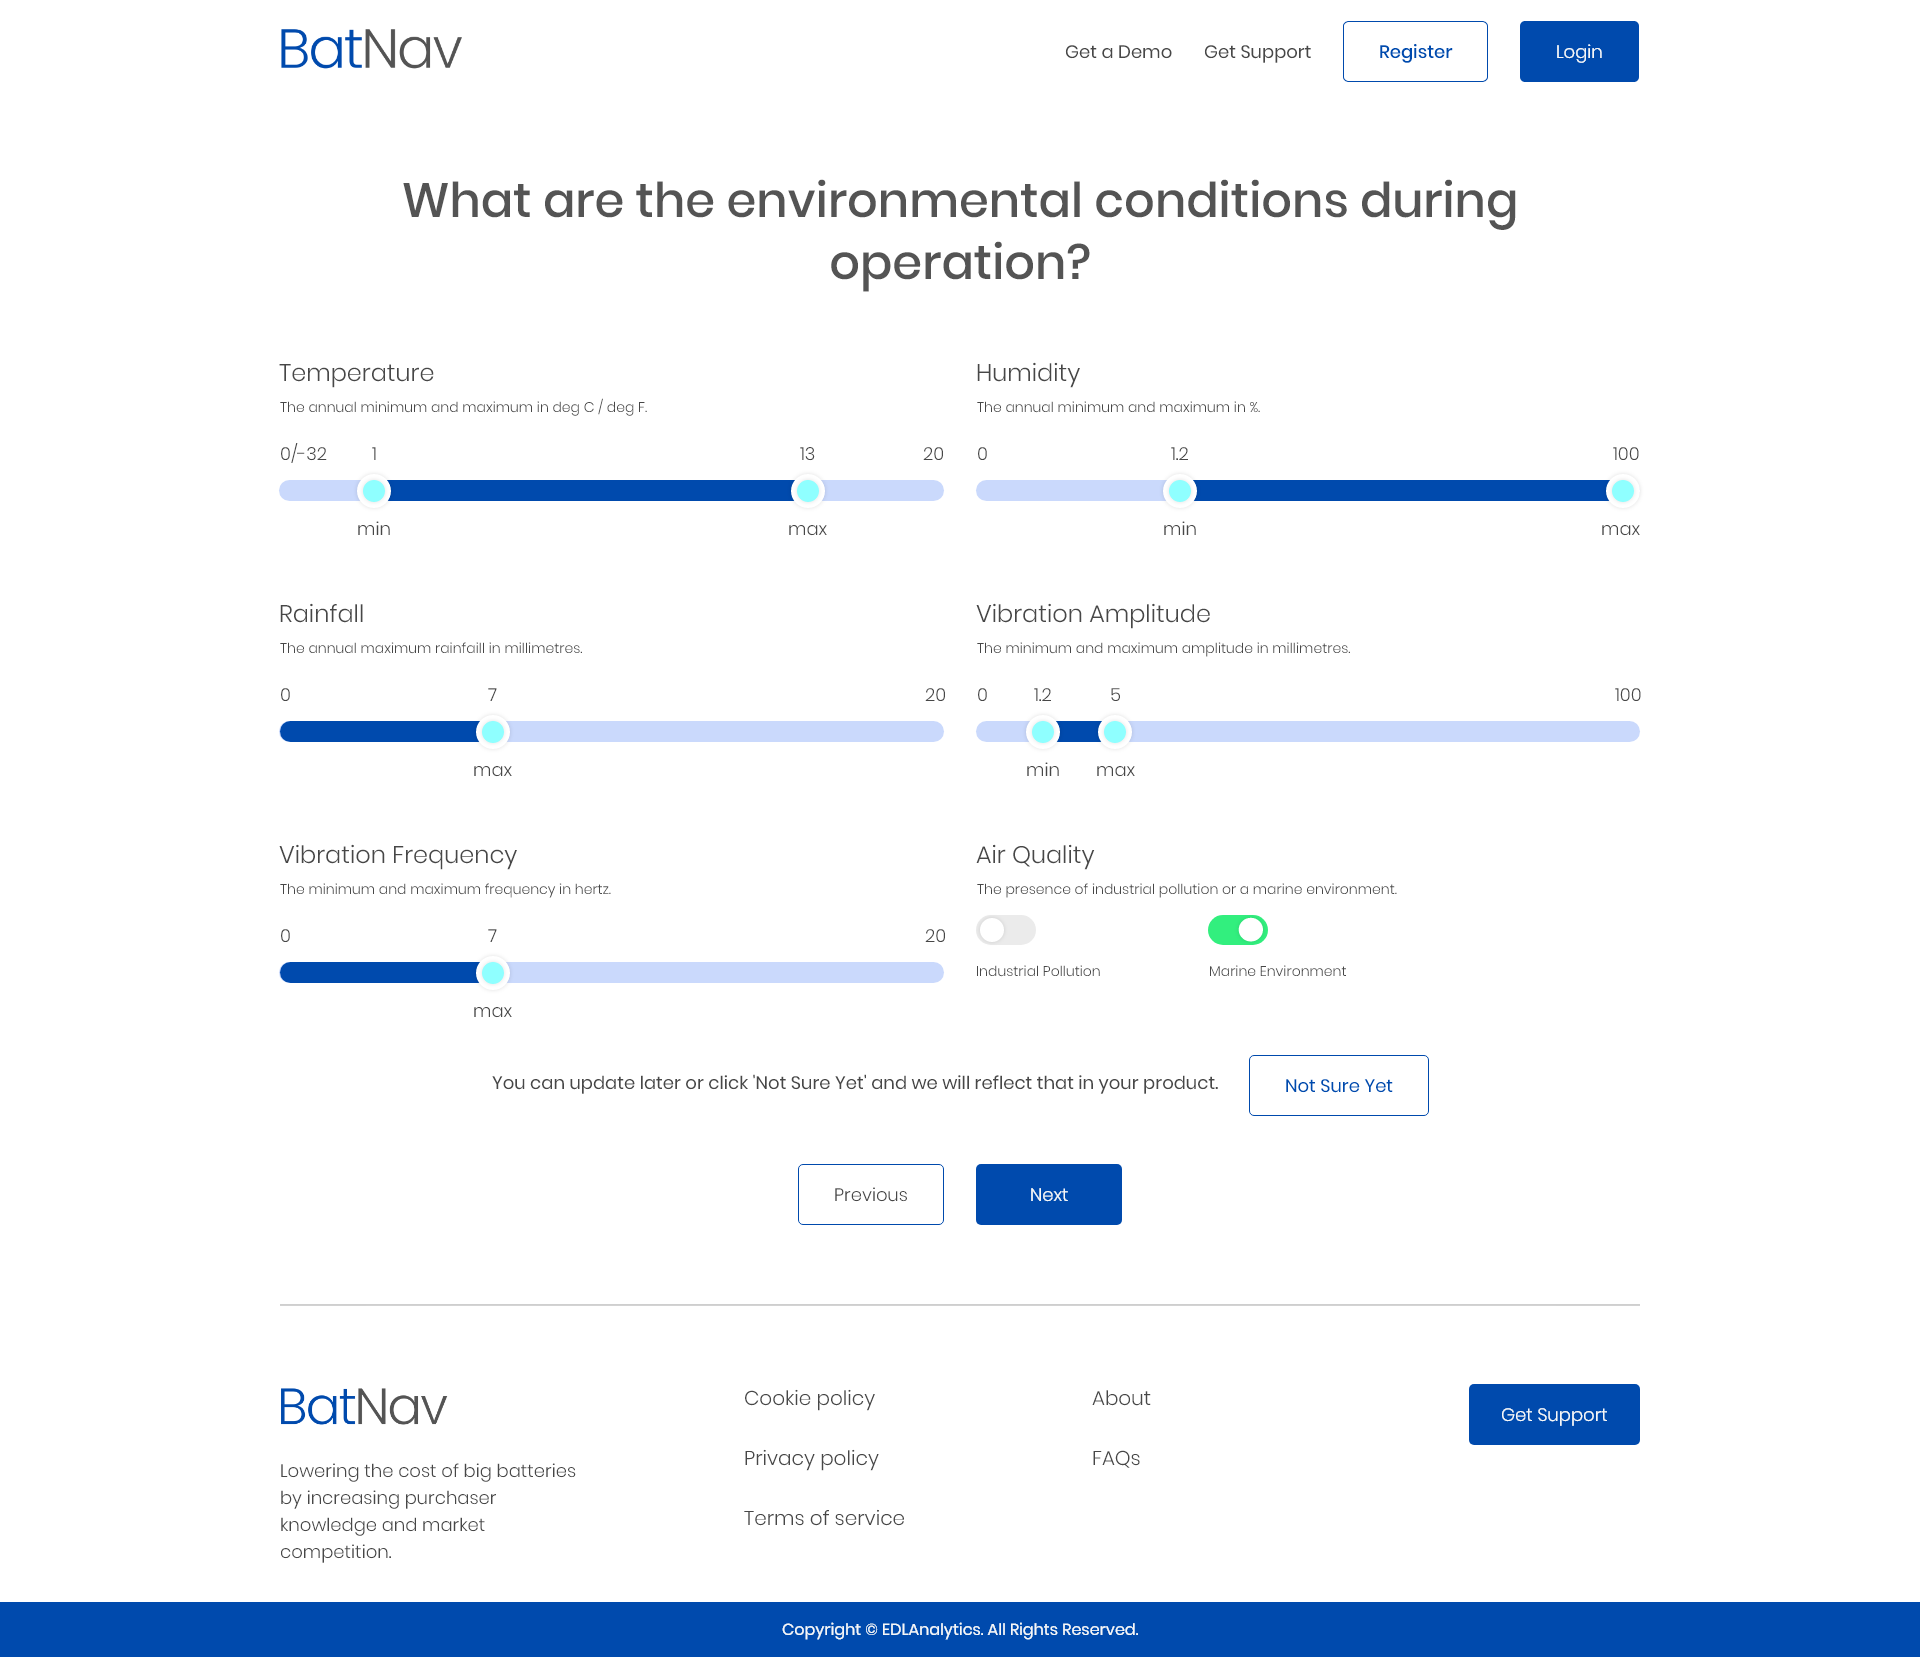 BatNav
Get a Demo
Get Support
Register
Login
What are the environmental conditions during
operation?
Temperature
The annual minimum and maximum in deg C / deg F.
0/-32
1
13
20
min
max
Humidity
The annual minimum and maximum in %.
0
1.2
100
min
max
Rainfall
The annual maximum rainfaill in millimetres.
0
7
20
max
Vibration Amplitude
The minimum and maximum amplitude in millimetres.
0
1.2
5
100
min
max
Vibration Frequency
The minimum and maximum frequency in hertz.
0
7
20
max
Air Quality
The presence of industrial pollution or a marine environment.
Industrial Pollution
Marine Environment
You can update later or click 'Not Sure Yet' and we will reflect that in your product.
Not Sure Yet
Previous
Next
BatNav
Lowering the cost of big batteries
by increasing purchaser
knowledge and market
competition.
Cookie policy
Privacy policy
Terms of service
About
FAQs
Get Support
Copyright © EDLAnalytics. All Rights Reserved.